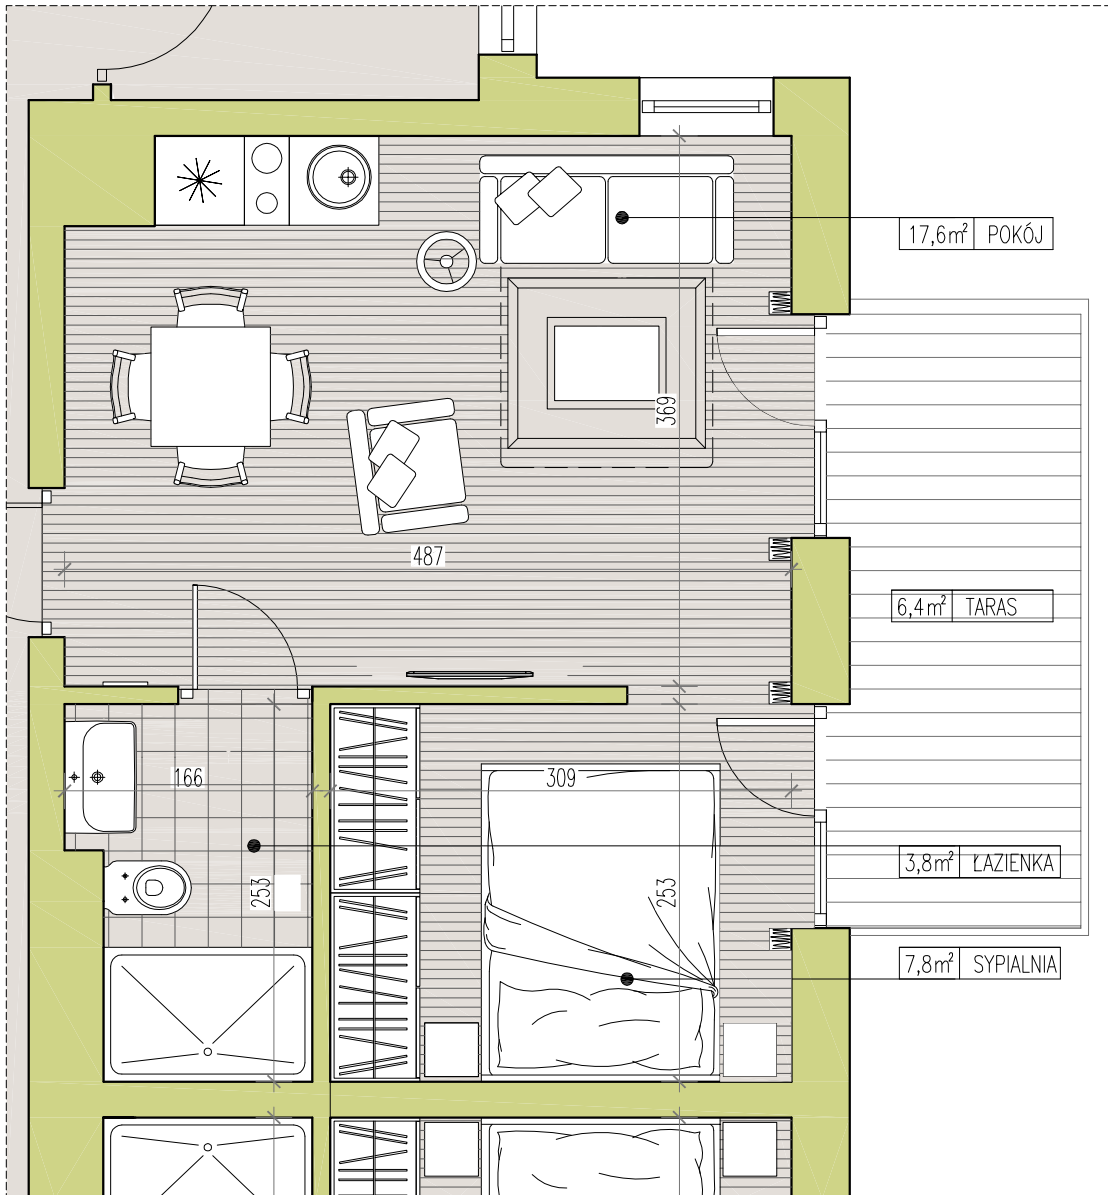 17,6m² POKÓJ
369
487
6,4m² TARAS
166
309
3,8m² ŁAZIENKA
253
253
7,8m² SYPIALNIA